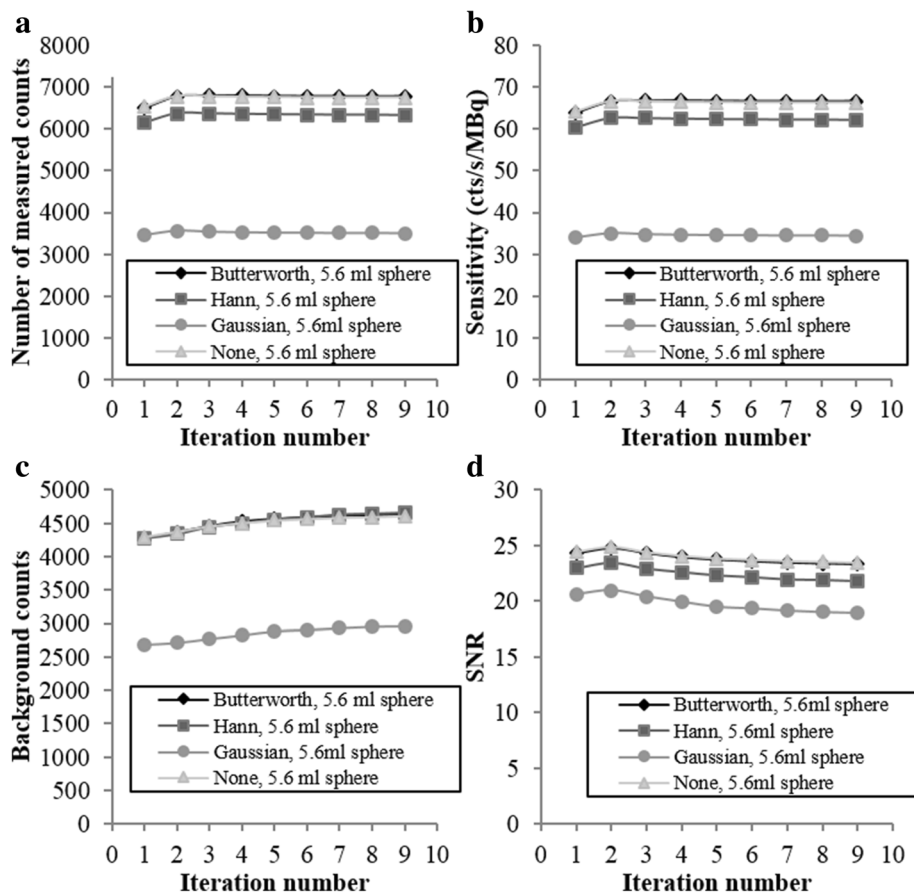 a
Number of measured counts
8000
7000
6000
5000
4000
3000
2000
1000
0
Butterworth, 5.6 ml sphere
Hann, 5.6 ml sphere
Gaussian, 5.6ml sphere
None, 5.6 ml sphere
0 1 2 3 4 5 6 7 8 9 10
Iteration number
b
Sensitivity (cts/s/MBq)
80
70
60
50
40
30
20
10
0
Butterworth, 5.6 ml sphere
Hann, 5.6 ml sphere
Gaussian, 5.6ml sphere
None, 5.6 ml sphere
0 1 2 3 4 5 6 7 8 9 10
Iteration number
c
Background counts
5000
4500
4000
3500
3000
2500
2000
1500
1000
500
0
Butterworth, 5.6 ml sphere
Hann, 5.6 ml sphere
Gaussian, 5.6ml sphere
None, 5.6 ml sphere
0 1 2 3 4 5 6 7 8 9 10
Iteration number
d
SNR
30
25
20
15
10
5
0
Butterworth, 5.6ml sphere
Hann, 5.6ml sphere
Gaussian, 5.6ml sphere
None, 5.6ml sphere
0 1 2 3 4 5 6 7 8 9 10
Iteration number